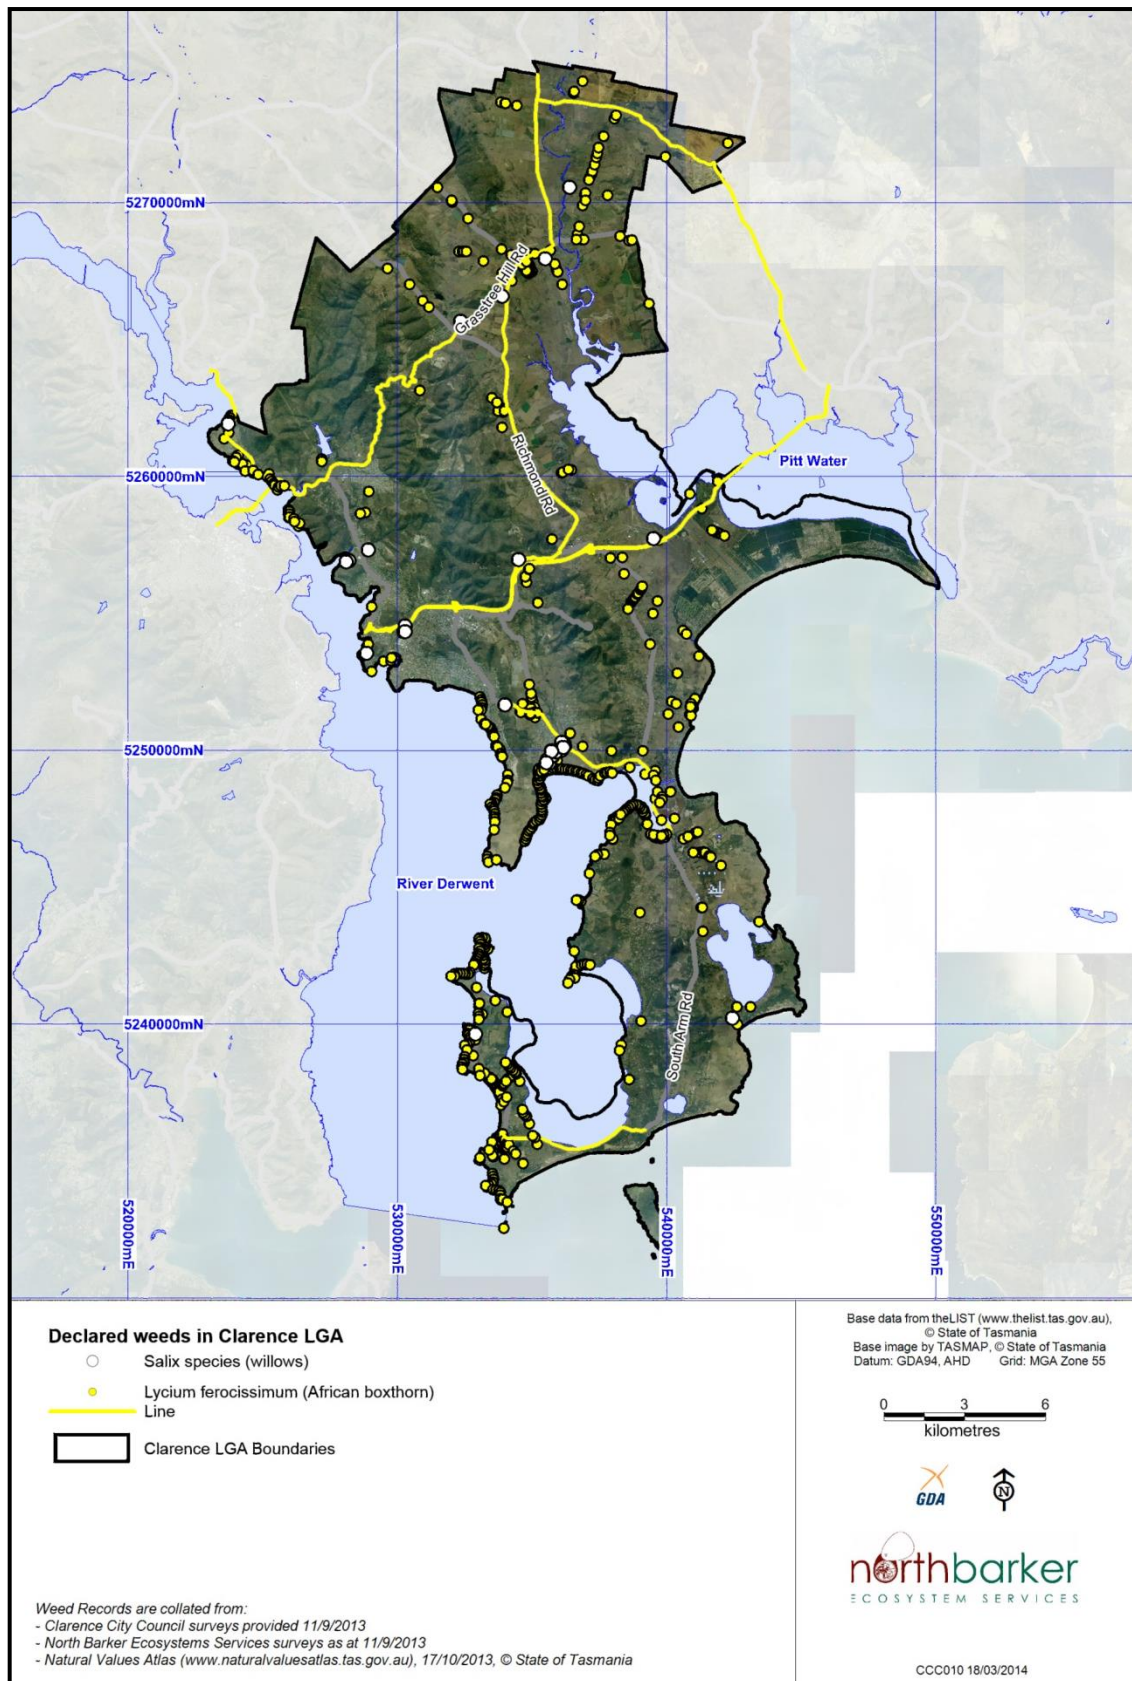 5270000mN
Grasstree Hill Rd
Richmond Rd
Pitt Water
5260000mN
5250000mN
River Derwent
5240000mN
South Arm Rd
520000mE
530000mE
540000mE
550000mE
Declared weeds in Clarence LGA
Salix species (willows)
Lycium ferocissimum (African boxthorn)
Line
Clarence LGA Boundaries
Weed Records are collated from:
- Clarence City Council surveys provided 11/9/2013
- North Barker Ecosystems Services surveys as at 11/9/2013
- Natural Values Atlas (www.naturalvaluesatlas.tas.gov.au), 17/10/2013, © State of Tasmania
Base data from theLIST (www.thelist.tas.gov.au),
© State of Tasmania
Base image by TASMAP, © State of Tasmania
Datum: GDA94, AHD Grid: MGA Zone 55
0 3 6
kilometres
GDA
N
northbarker
ECOSYSTEM SERVICES
CCC010 18/03/2014